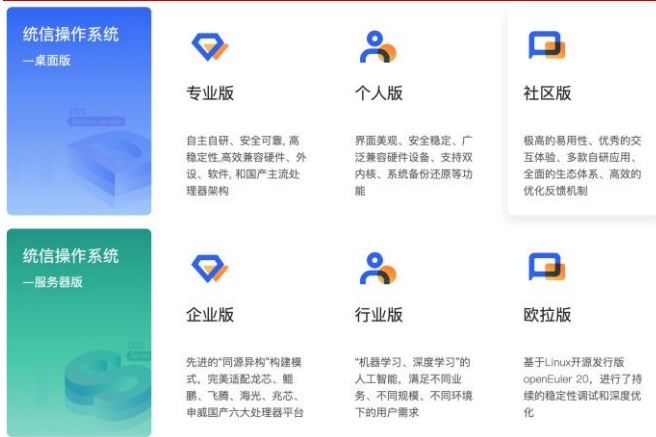 统信操作系统
—桌面版
UOS
Desktop version
专业版
自主自研、安全可靠, 高
稳定性,高效兼容硬件、外
设、软件, 和国产主流处
理器架构
个人版
界面美观、安全稳定、广
泛兼容硬件设备、支持双
内核、系统备份还原等功
能
社区版
极高的易用性、优秀的交
互体验、多款自研应用、
全面的生态体系、高效的
优化反馈机制
统信操作系统
—服务器版
UOS
企业版
先进的“同源异构”构建模
式，完美适配龙芯、鲲
鹏、飞腾、海光、兆芯、
申威国产六大处理器平台
行业版
“机器学习、深度学习”的
人工智能，满足不同业
务、不同规模、不同环境
下的用户需求
欧拉版
基于Linux开源发行版
openEuler 20，进行了持
续的稳定性调试和深度优
化